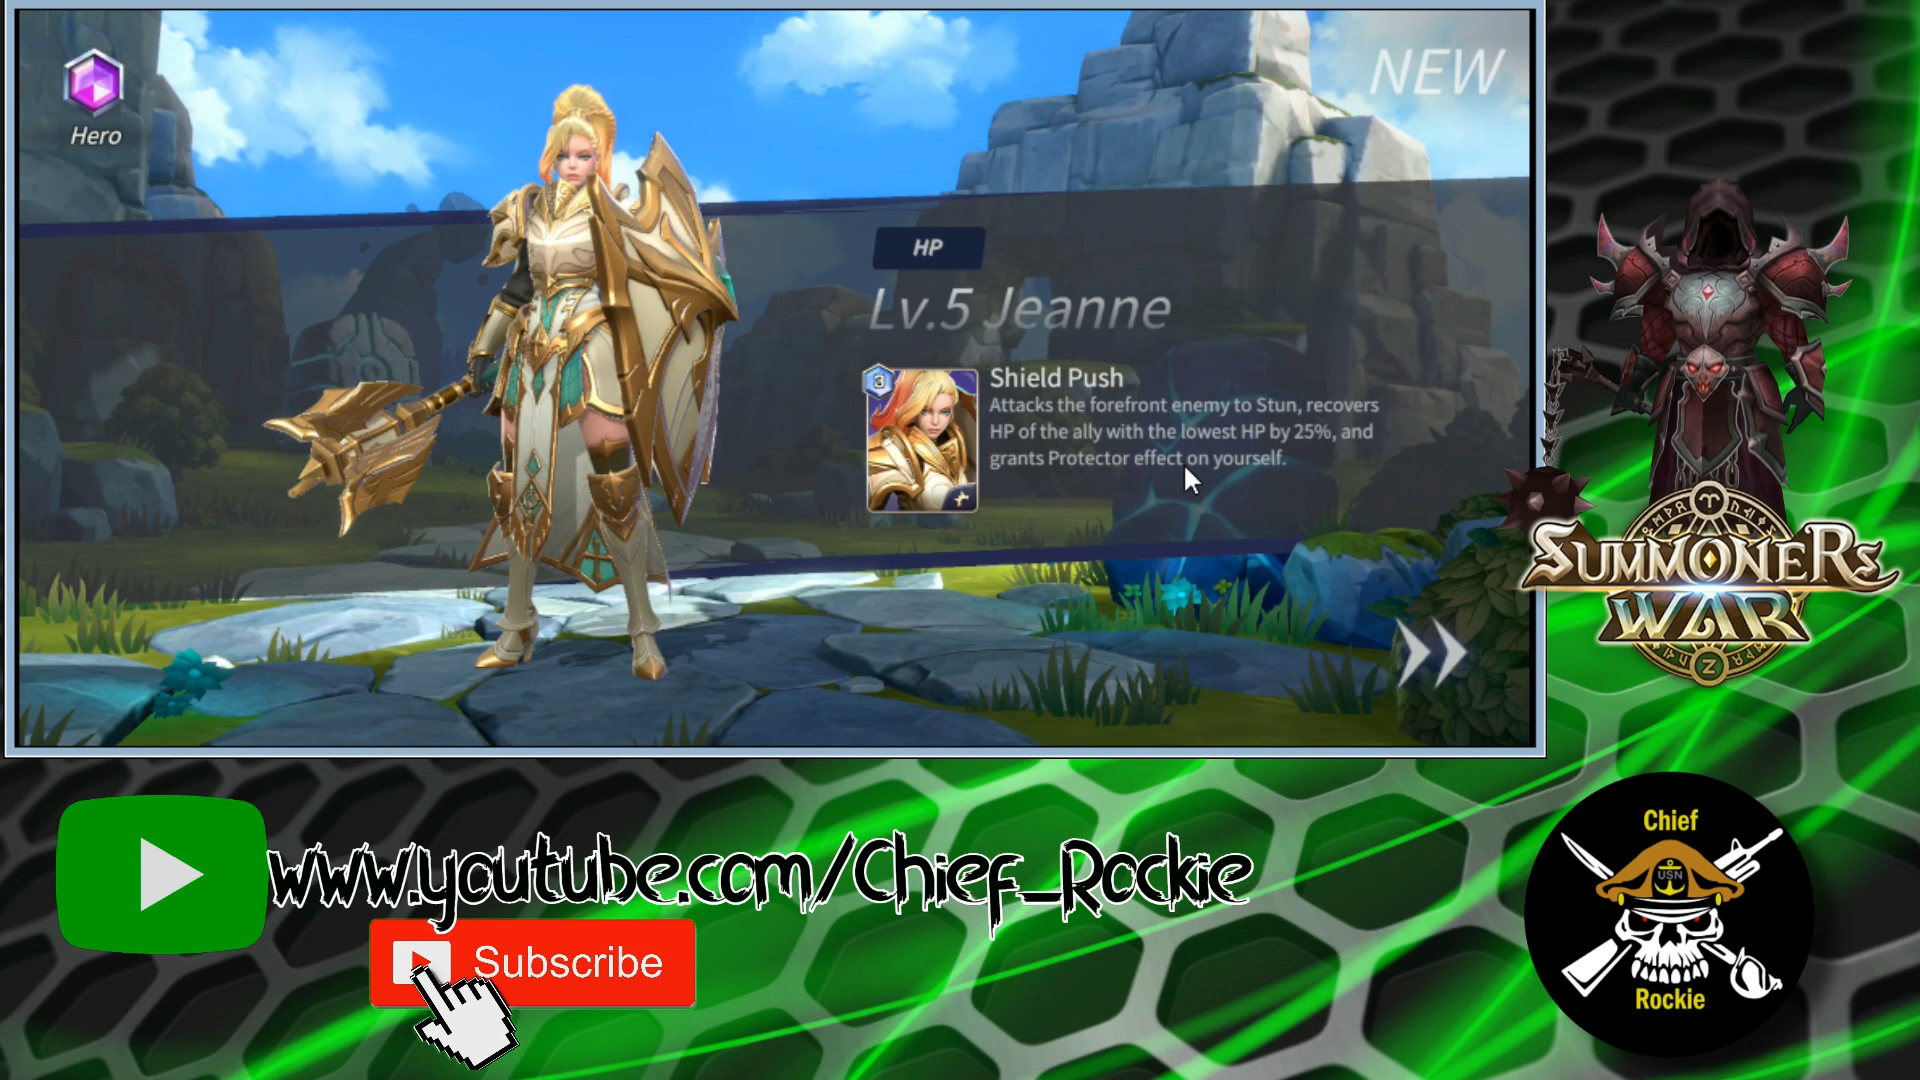 Hero
NEW
HP
Lv.5 Jeanne
3
Shield Push
Attacks the forefront enemy to Stun, recovers
HP of the ally with the lowest HP by 25%, and
grants Protector effect on yourself.
SUMMONERS
WAR
www.youtube.com/Chief_Rockie
Subscribe
Chief
USN
Rockie